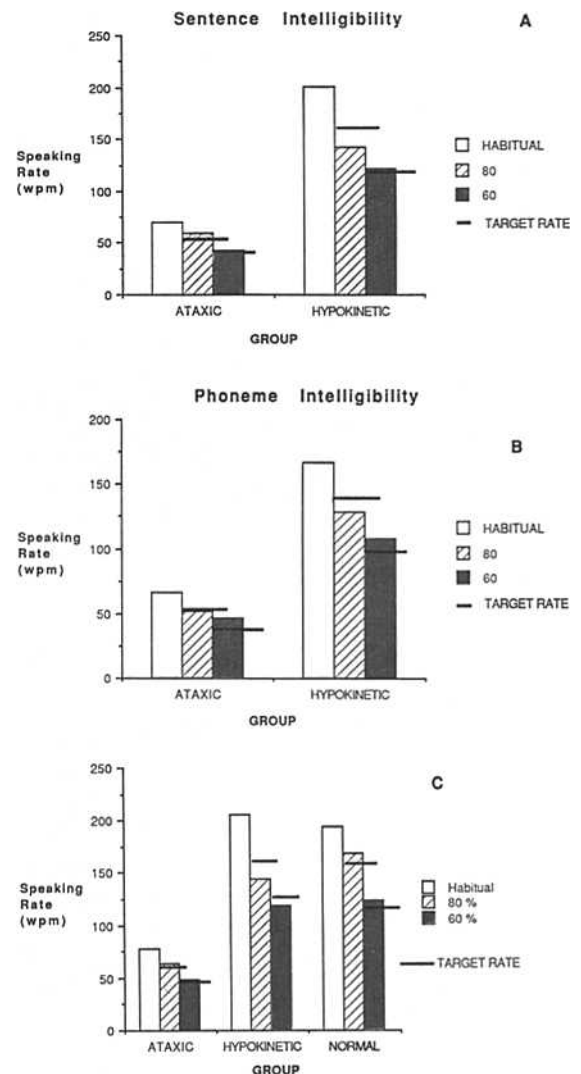 Sentence Intelligibility
A
250
200
150
100
50
0
Speaking
Rate
(wpm)
HABITUAL
80
60
TARGET RATE
ATAXIC HYPOKINETIC
GROUP
Phoneme Intelligibility
B
200
150
100
50
0
Speaking
Rate
(wpm)
HABITUAL
80
60
TARGET RATE
ATAXIC HYPOKINETIC
GROUP
C
250
200
150
100
50
0
Speaking
Rate
(wpm)
Habitual
80 %
60 %
TARGET RATE
ATAXIC HYPOKINETIC NORMAL
GROUP